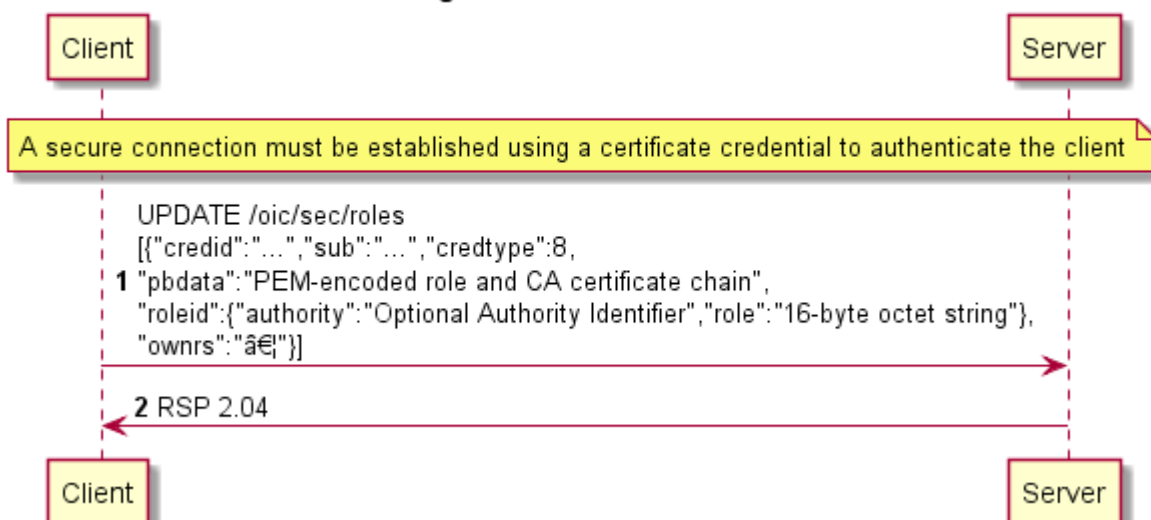 Client Server
A secure connection must be established using a certificate credential to authenticate the client
UPDATE /oic/sec/roles
[{"credid":"...","sub":"...","credtype":8,
1 "pbdata":"PEM-encoded role and CA certificate chain",
"roleid":{"authority":"Optional Authority Identifier","role":"16-byte octet string"},
"ownrs":"…"}]
2 RSP 2.04
Client Server